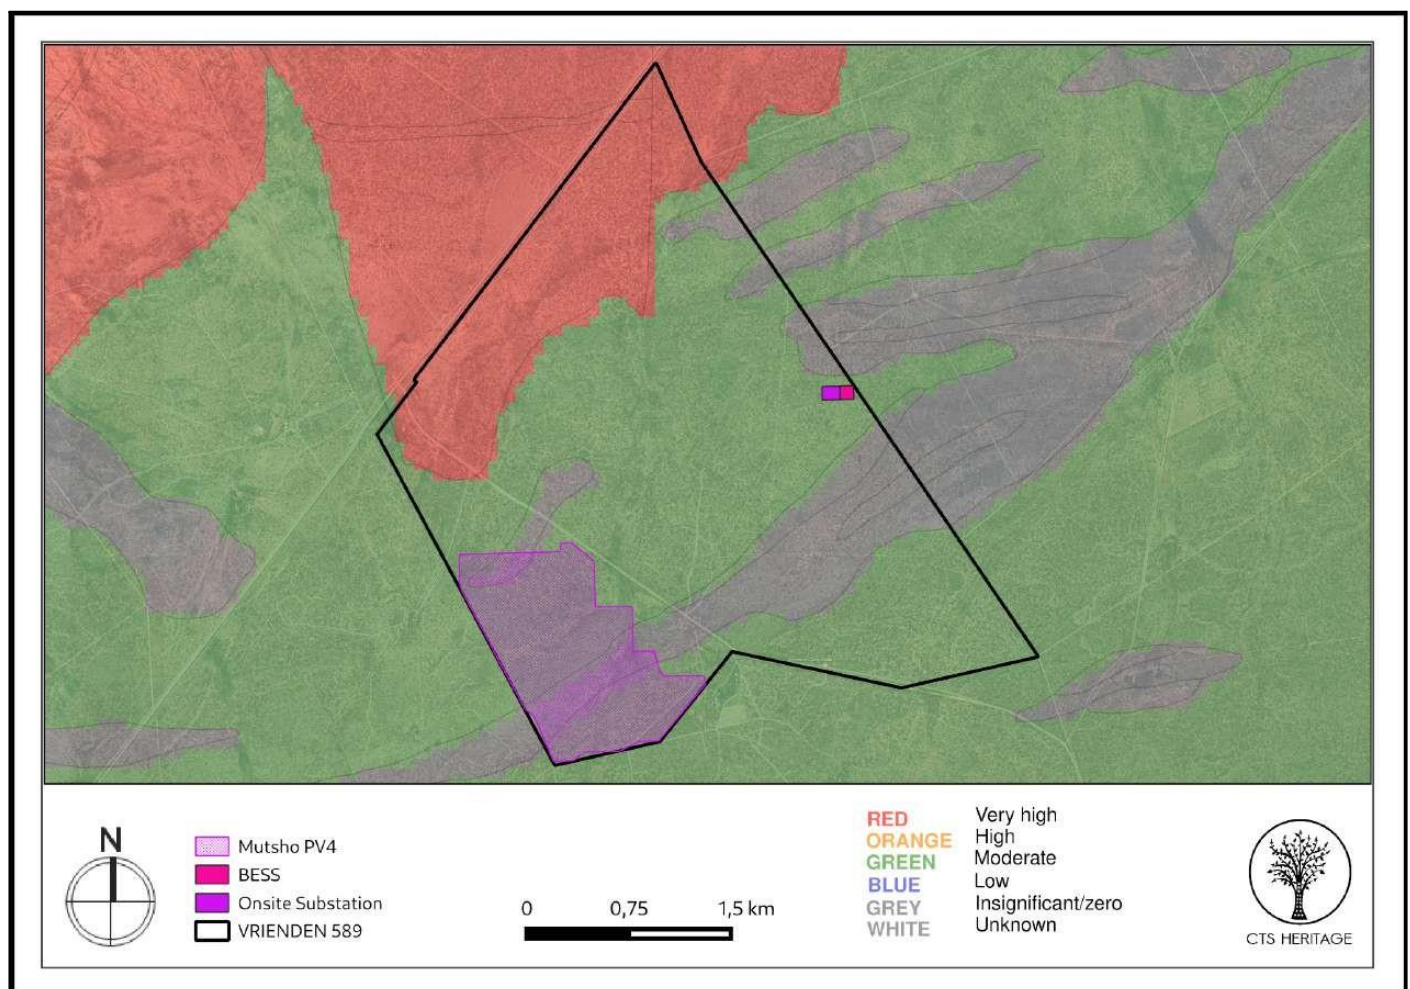 N
Mutsho PV4
BESS
Onsite Substation
VRIENDEN 589
0 0,75 1,5 km
RED Very high
ORANGE High
GREEN Moderate
BLUE Low
GREY Insignificant/zero
WHITE Unknown
CTS HERITAGE